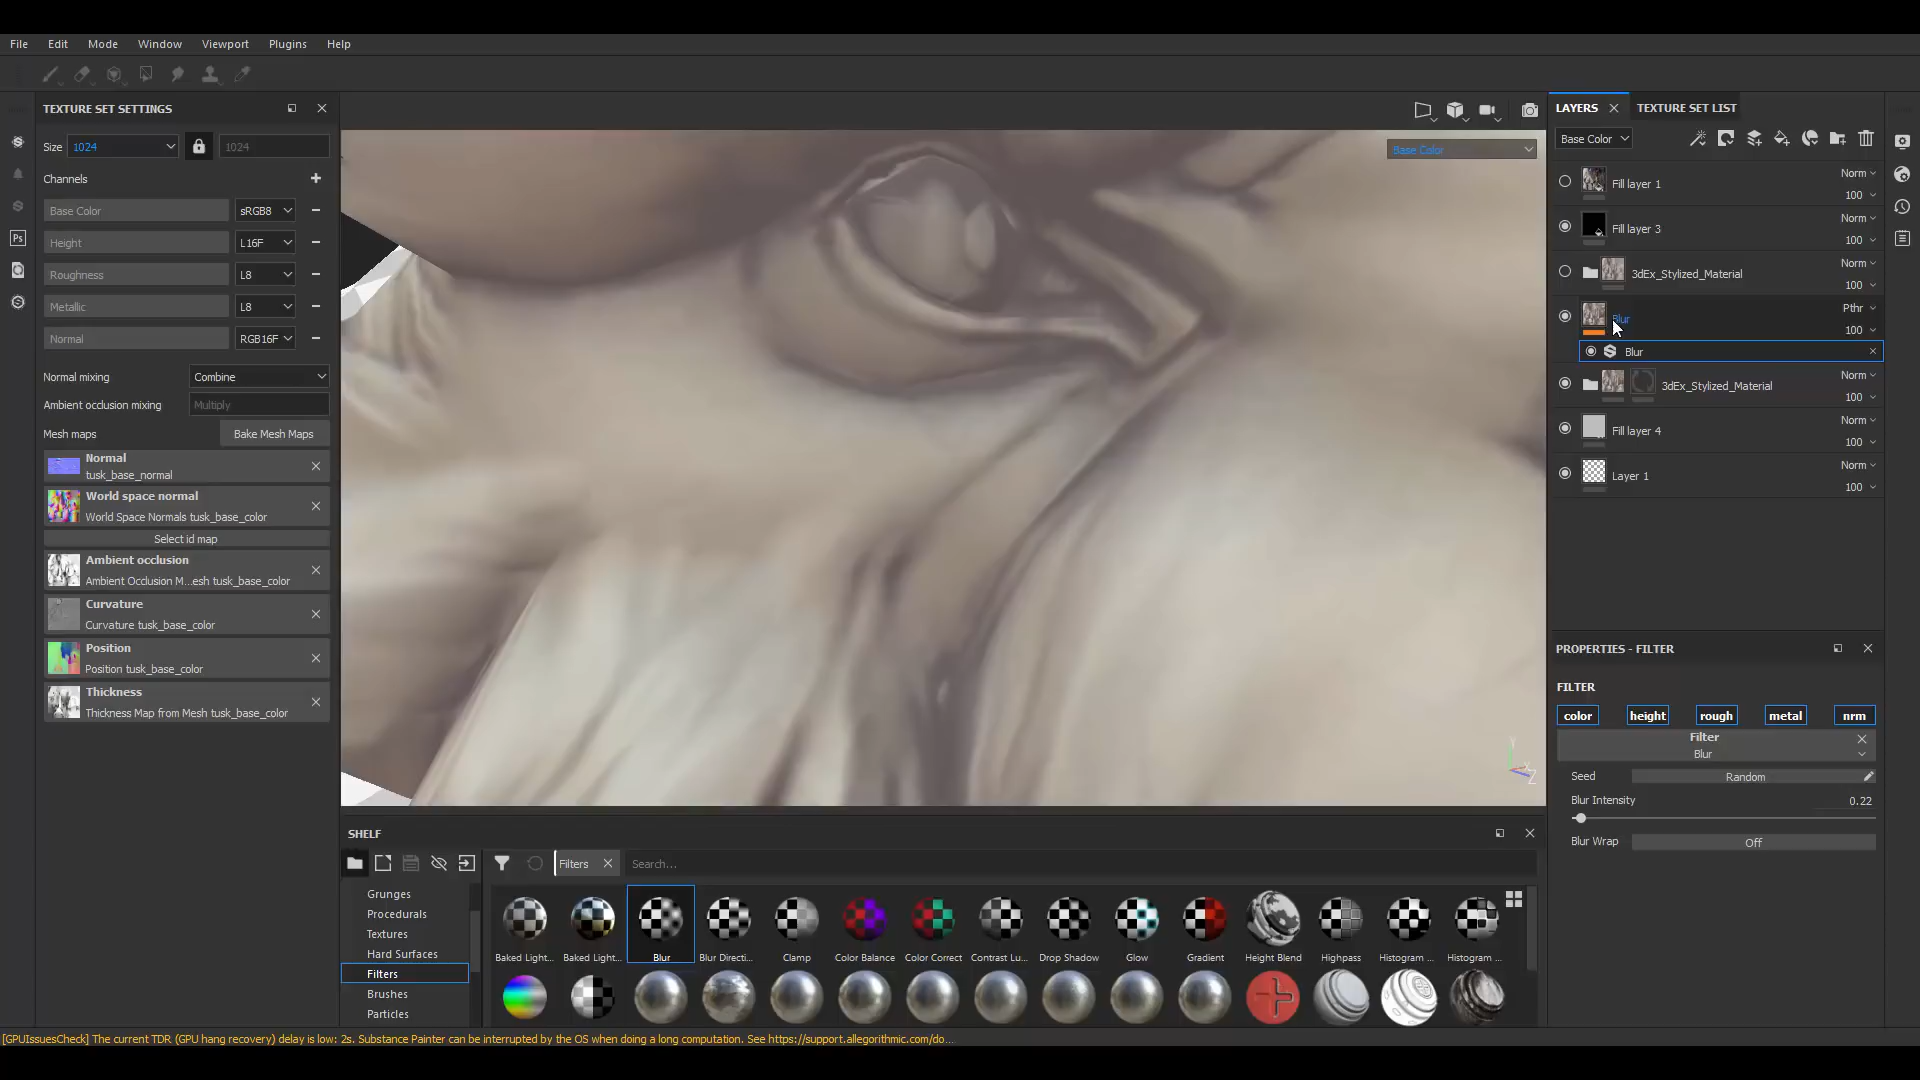 File Edit Mode Window Viewport Plugins Help
TEXTURE SET SETTINGS
Size 1024 1024
Channels
Base Color sRGB8
Height L16F
Roughness L8
Metallic L8
Normal RGB16F
Normal mixing Combine
Ambient occlusion mixing Multiply
Mesh maps Bake Mesh Maps
Normal
tusk_base_normal
World space normal
World Space Normals tusk_base_color
Select id map
Ambient occlusion
Ambient Occlusion M...esh tusk_base_color
Curvature
Curvature tusk_base_color
Position
Position tusk_base_color
Thickness
Thickness Map from Mesh tusk_base_color
Base Color
Y
X
Z
SHELF
Filters Search...
Grunges
Procedurals
Textures
Hard Surfaces
Filters
Brushes
Particles
Baked Light... Baked Light... Blur Blur Directi... Clamp Color Balance Color Correct Contrast Lu... Drop Shadow Glow Gradient Height Blend Highpass Histogram ... Histogram ...
LAYERS TEXTURE SET LIST
Base Color
Fill layer 1 Norm 100
Fill layer 3 Norm 100
3dEx_Stylized_Material Norm 100
Blur Pthr 100
Blur
3dEx_Stylized_Material Norm 100
Fill layer 4 Norm 100
Layer 1 Norm 100
PROPERTIES - FILTER
FILTER
color height rough metal nrm
Filter
Blur
Seed Random
Blur Intensity 0.22
Blur Wrap Off
[GPUIssuesCheck] The current TDR (GPU hang recovery) delay is low: 2s. Substance Painter can be interrupted by the OS when doing a long computation. See https://support.allegorithmic.com/do...